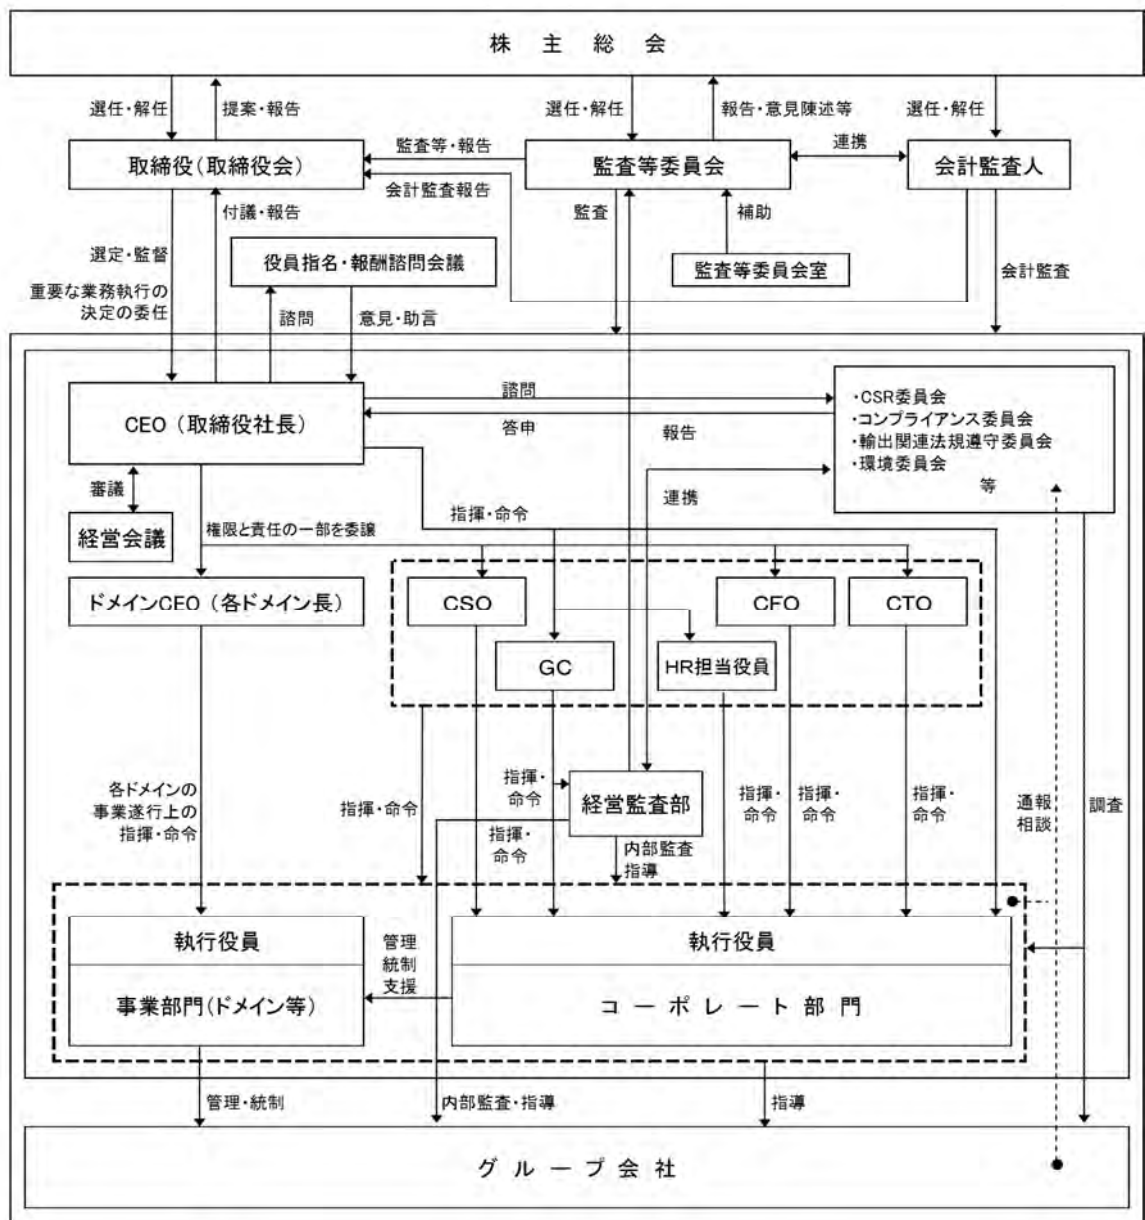 株主総会
選任・解任
提案・報告
選任・解任
報告・意見陳述等
選任・解任
取締役(取締役会)
監査等・報告
会計監査報告
監査等委員会
連携
会計監査人
付議・報告
監査
補助
選定・監督
役員指名・報酬諮問会議
監査等委員会室
会計監査
重要な業務執行の
決定の委任
諮問
意見・助言
CEO(取締役社長)
諮問
答申
報告
・CSR委員会
・コンプライアンス委員会
・輸出関連法規遵守委員会
・環境委員会
等
審議
連携
経営会議
権限と責任の一部を委譲
指揮・命令
ドメインCEO(各ドメイン長)
CSO
CFO
CTO
GC
HR担当役員
各ドメインの
事業遂行上の
指揮・命令
指揮・命令
指揮・
命令
指揮・
命令
経営監査部
内部監査
指導
指揮・
命令
指揮・
命令
指揮・
命令
通報
相談
調査
執行役員
事業部門(ドメイン等)
管理
統制
支援
執行役員
コーポレート部門
管理・統制
内部監査・指導
指導
グループ会社